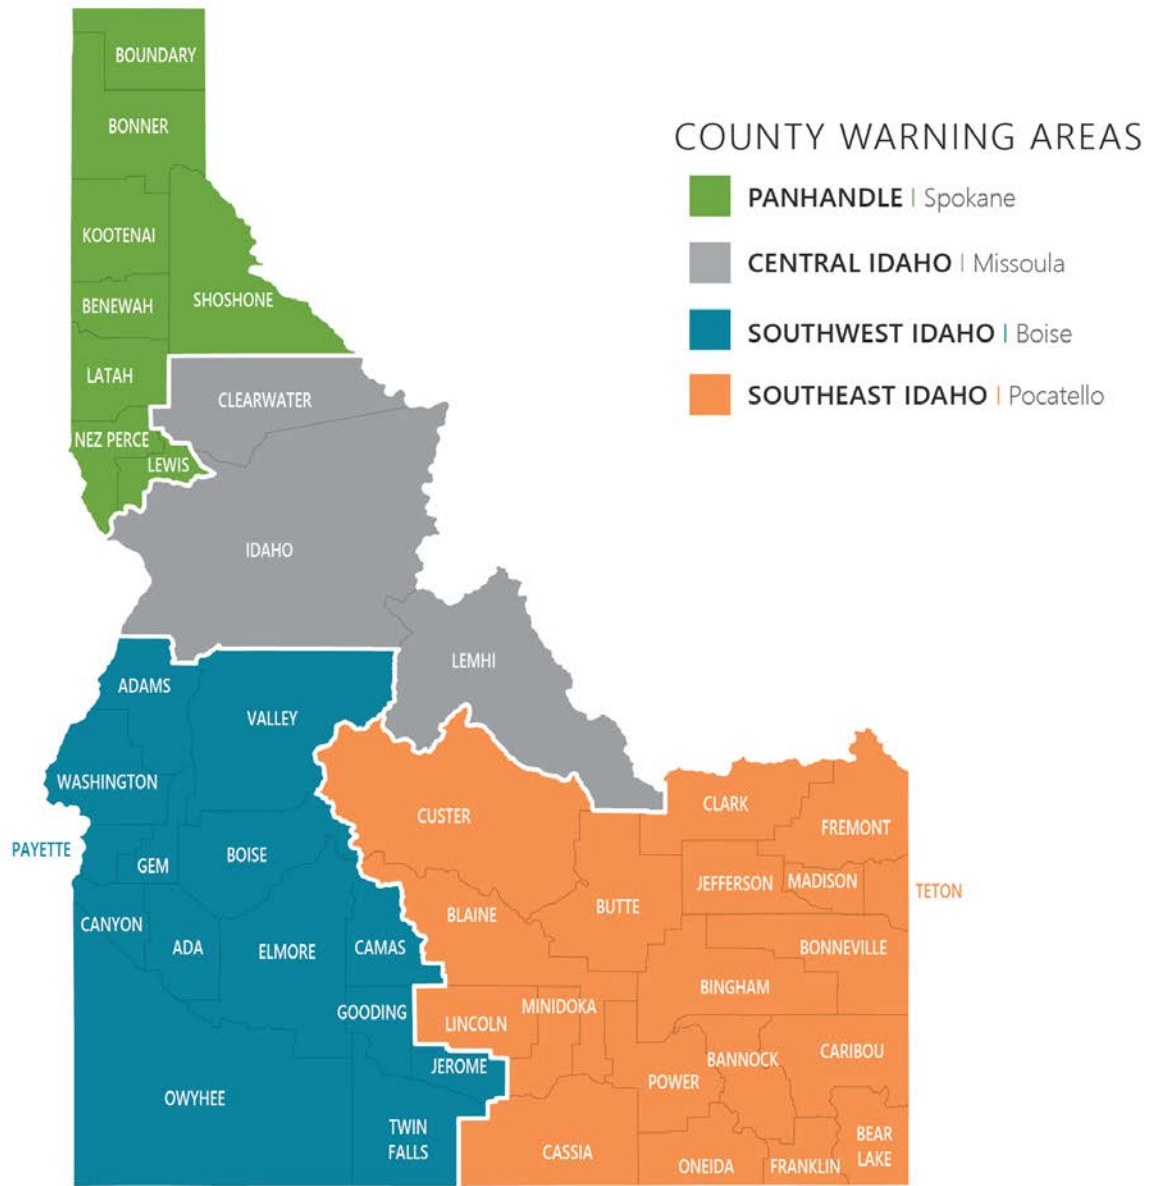 BOUNDARY
BONNER
COUNTY WARNING AREAS
PANHANDLE | Spokane
KOOTENAI
CENTRAL IDAHO | Missoula
BENEWAH
SHOSHONE
SOUTHWEST IDAHO | Boise
LATAH
CLEARWATER
SOUTHEAST IDAHO | Pocatello
NEZ PERCE
LEWIS
IDAHO
LEMHI
ADAMS
VALLEY
WASHINGTON
CUSTER
CLARK
FREMONT
PAYETTE
GEM
BOISE
JEFFERSON
MADISON
TETON
BLAINE
BUTTE
CANYON
ADA
ELMORE
CAMAS
BONNEVILLE
BINGHAM
GOODING
LINCOLN
MINIDOKA
JEROME
BANNOCK
CARIBOU
POWER
OWYHEE
TWIN
FALLS
CASSIA
ONEIDA
FRANKLIN
BEAR
LAKE